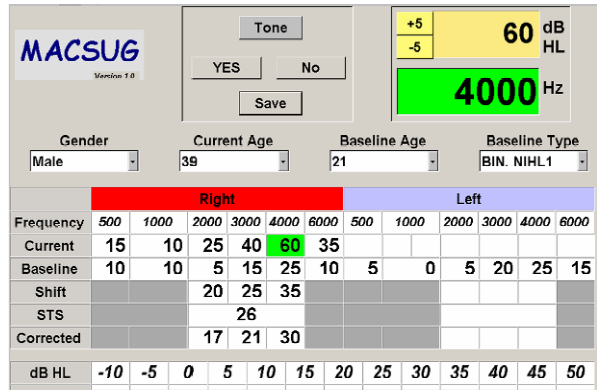 MACSUG
Version 1.0
Tone
YES No
Save
+5
-5
60 dB HL
4000 Hz
Gender Current Age Baseline Age Baseline Type
Male 39 21 BIN. NIHL1
Right Left
Frequency 500 1000 2000 3000 4000 6000 500 1000 2000 3000 4000 6000
Current 15 10 25 40 60 35
Baseline 10 10 5 15 25 10 5 0 5 20 25 15
Shift 20 25 35
STS 26
Corrected 17 21 30
dB HL -10 -5 0 5 10 15 20 25 30 35 40 45 50